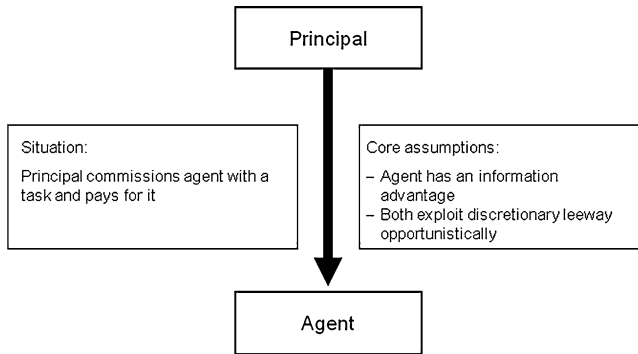 Principal
Situation:
Principal commissions agent with a
task and pays for it
Core assumptions:
– Agent has an information
advantage
– Both exploit discretionary leeway
opportunistically
Agent